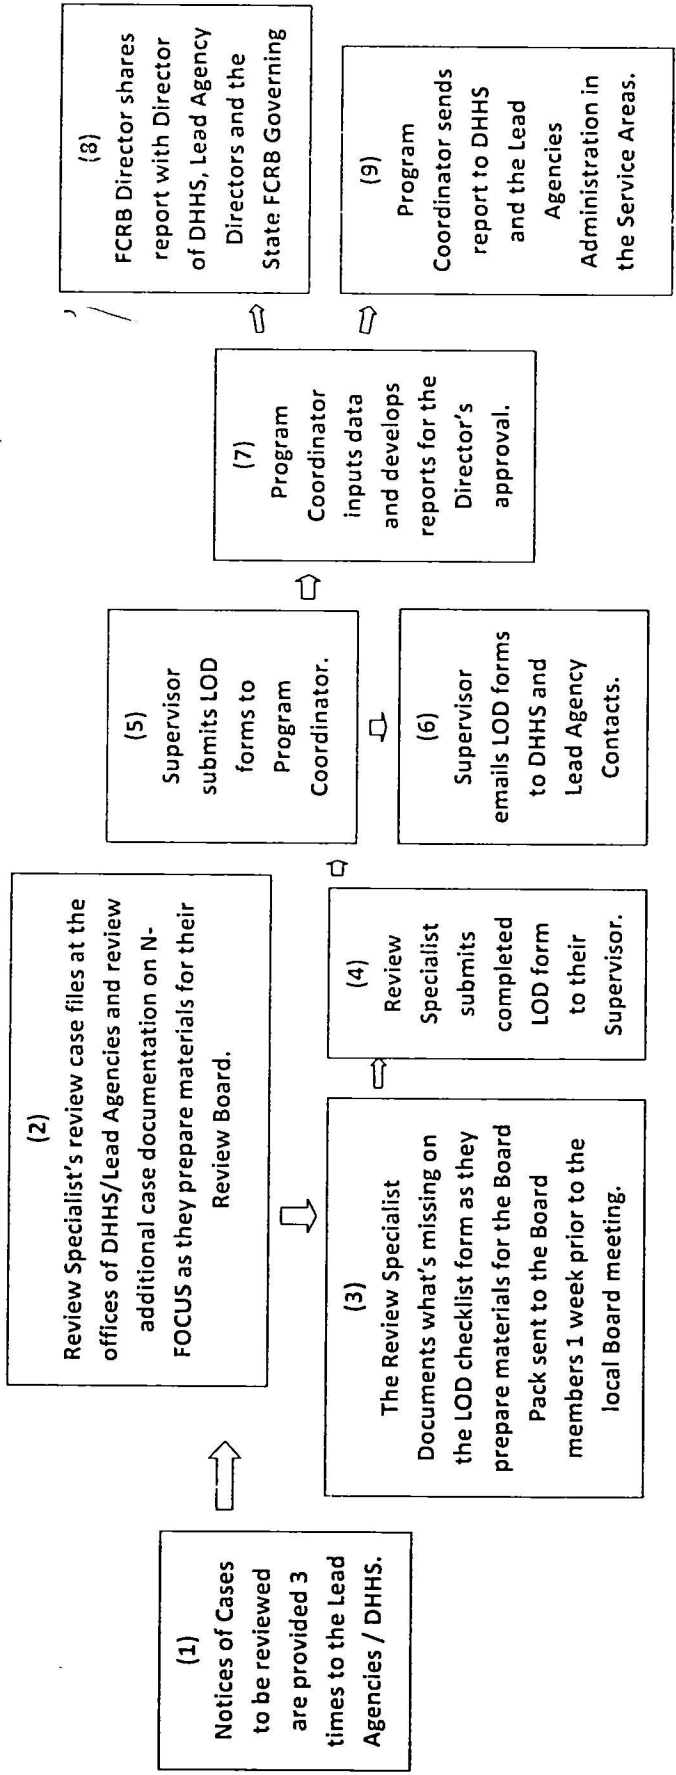 (1)
Notices of Cases
to be reviewed
are provided 3
times to the Lead
Agencies / DHHS.
(2)
Review Specialist's review case files at the
offices of DHHS/Lead Agencies and review
additional case documentation on N-
FOCUS as they prepare materials for their
Review Board.
(3)
The Review Specialist
Documents what's missing on
the LOD checklist form as they
prepare materials for the Board
Pack sent to the Board
members 1 week prior to the
local Board meeting.
(4)
Review
Specialist
submits
completed
LOD form
to their
Supervisor.
(5)
Supervisor
submits LOD
forms to
Program
Coordinator.
(6)
Supervisor
emails LOD forms
to DHHS and
Lead Agency
Contacts.
(7)
Program
Coordinator
inputs data
and develops
reports for the
Director's
approval.
(8)
FCRB Director shares
report with Director
of DHHS, Lead Agency
Directors and the
State FCRB Governing
(9)
Program
Coordinator sends
report to DHHS
and the Lead
Agencies
Administration in
the Service Areas.